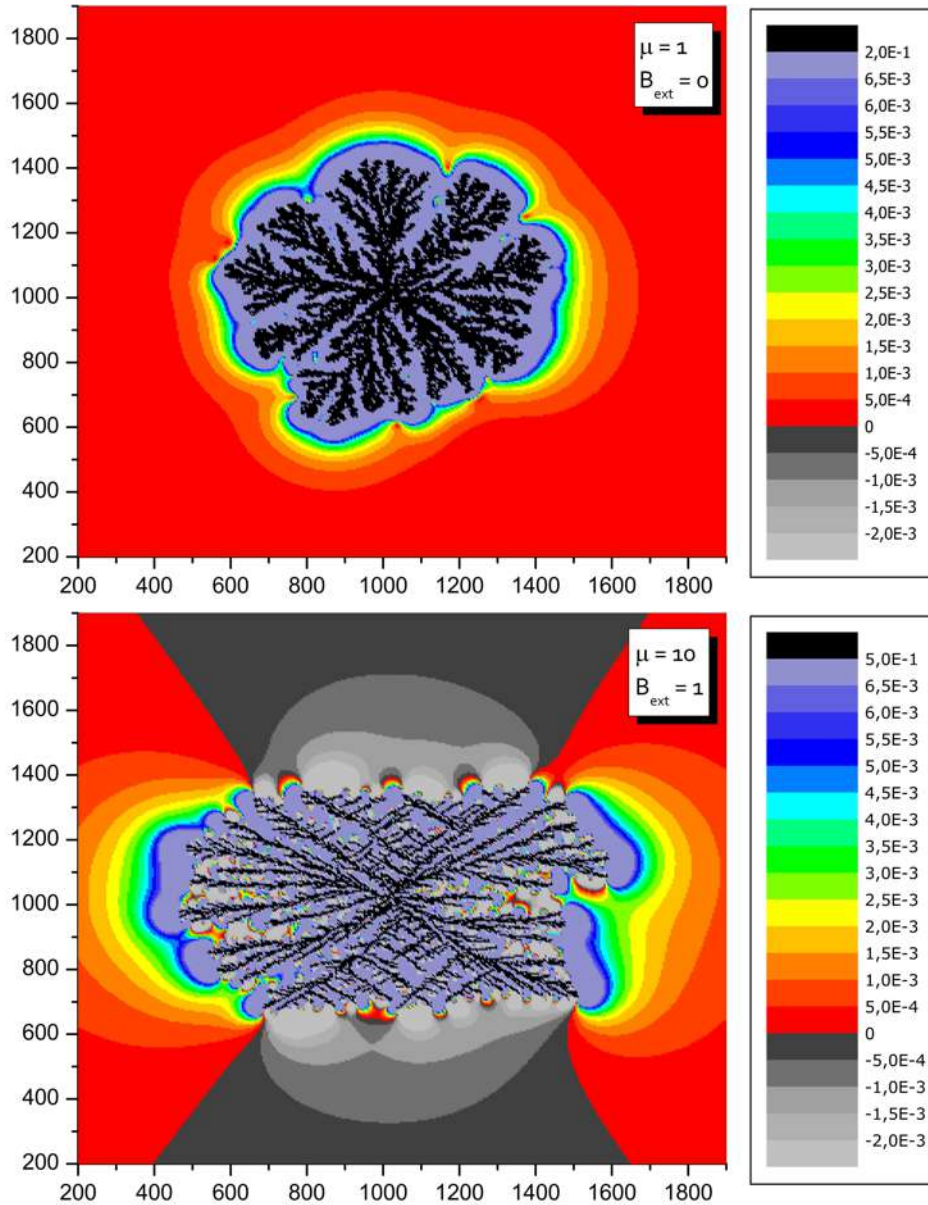 1800
1600
1400
1200
1000
800
600
400
200
200 400 600 800 1000 1200 1400 1600 1800
μ = 1
B_ext = 0
2,0E-1
6,5E-3
6,0E-3
5,5E-3
5,0E-3
4,5E-3
4,0E-3
3,5E-3
3,0E-3
2,5E-3
2,0E-3
1,5E-3
1,0E-3
5,0E-4
0
-5,0E-4
-1,0E-3
-1,5E-3
-2,0E-3
1800
1600
1400
1200
1000
800
600
400
200
200 400 600 800 1000 1200 1400 1600 1800
μ = 10
B_ext = 1
5,0E-1
6,5E-3
6,0E-3
5,5E-3
5,0E-3
4,5E-3
4,0E-3
3,5E-3
3,0E-3
2,5E-3
2,0E-3
1,5E-3
1,0E-3
5,0E-4
0
-5,0E-4
-1,0E-3
-1,5E-3
-2,0E-3